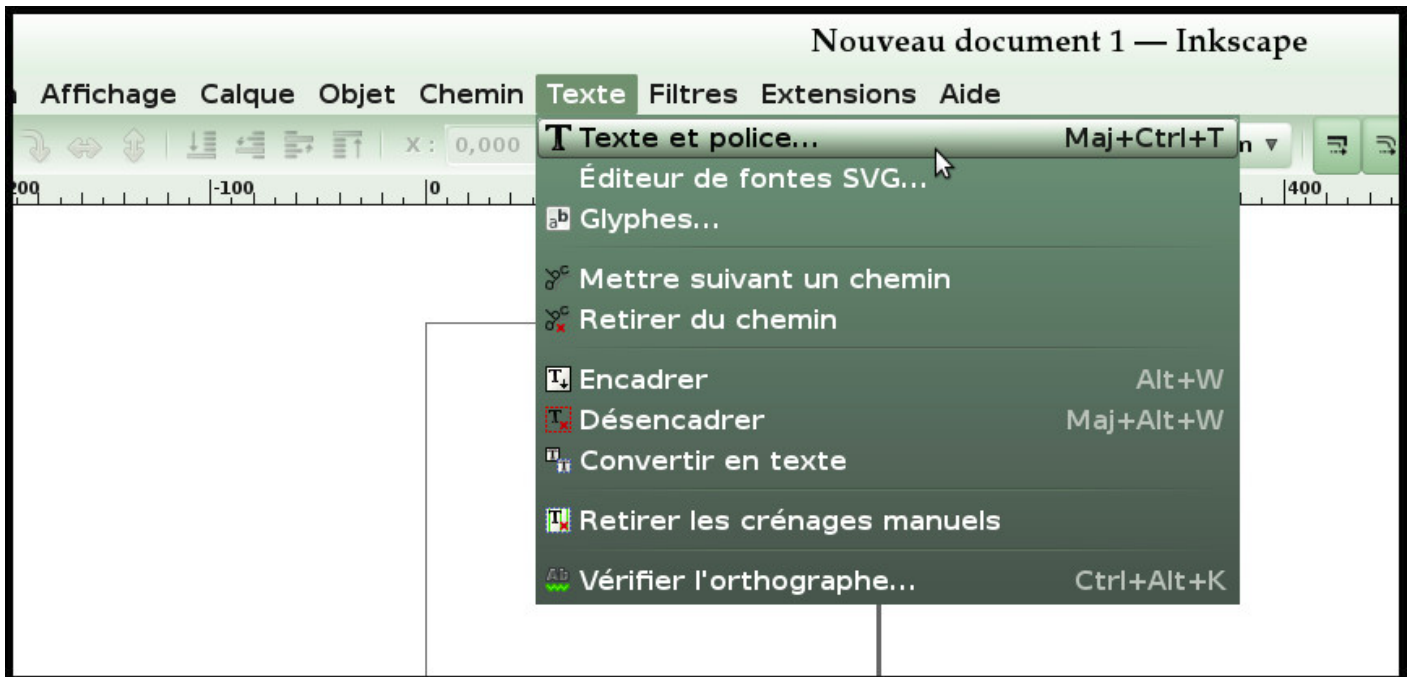 Nouveau document 1 — Inkscape
Affichage Calque Objet Chemin Texte Filtres Extensions Aide
X : 0,000
Texte et police... Maj+Ctrl+T
Éditeur de fontes SVG...
-100 0 400
Glyphes...
Mettre suivant un chemin
Retirer du chemin
Encadrer Alt+W
Désencadrer Maj+Alt+W
Convertir en texte
Retirer les crénages manuels
Vérifier l'orthographe... Ctrl+Alt+K